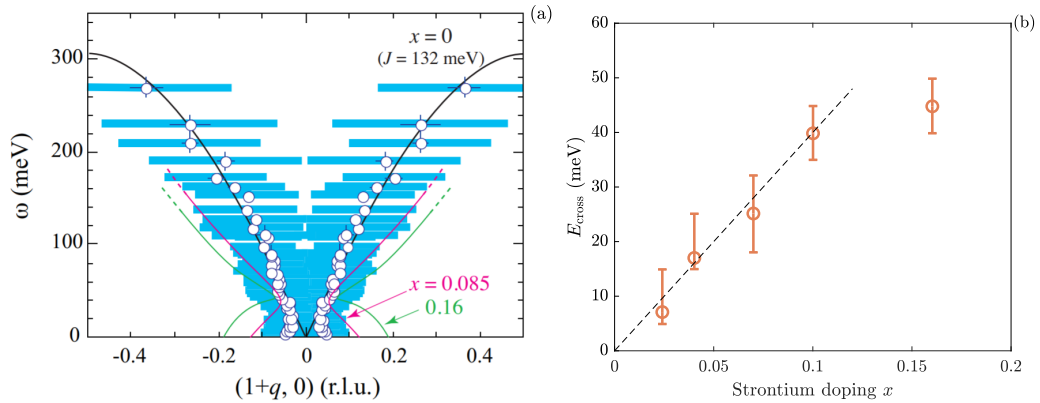 (a)
x = 0
(J = 132 meV)
300
200
100
0
ω (meV)
x = 0.085
0.16
-0.4
-0.2
0
0.2
0.4
(1+q, 0) (r.l.u.)
(b)
60
50
40
30
20
10
0
E_cross (meV)
0
0.05
0.1
0.15
0.2
Strontium doping x